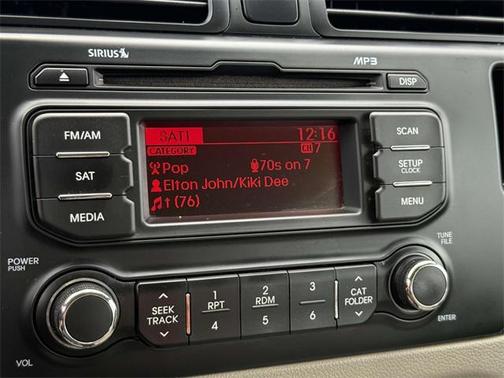 SIRIUS
MP3
DISP
FM/AM
SAT
MEDIA
SAT1 12:16
CATEGORY CH 7
Pop 70s on 7
Elton John/Kiki Dee
↑ (76)
SCAN
SETUP
CLOCK
MENU
POWER
PUSH
VOL
SEEK
TRACK
1 2 3
RPT RDM
4 5 6
CAT
FOLDER
TUNE
FILE
ENTER